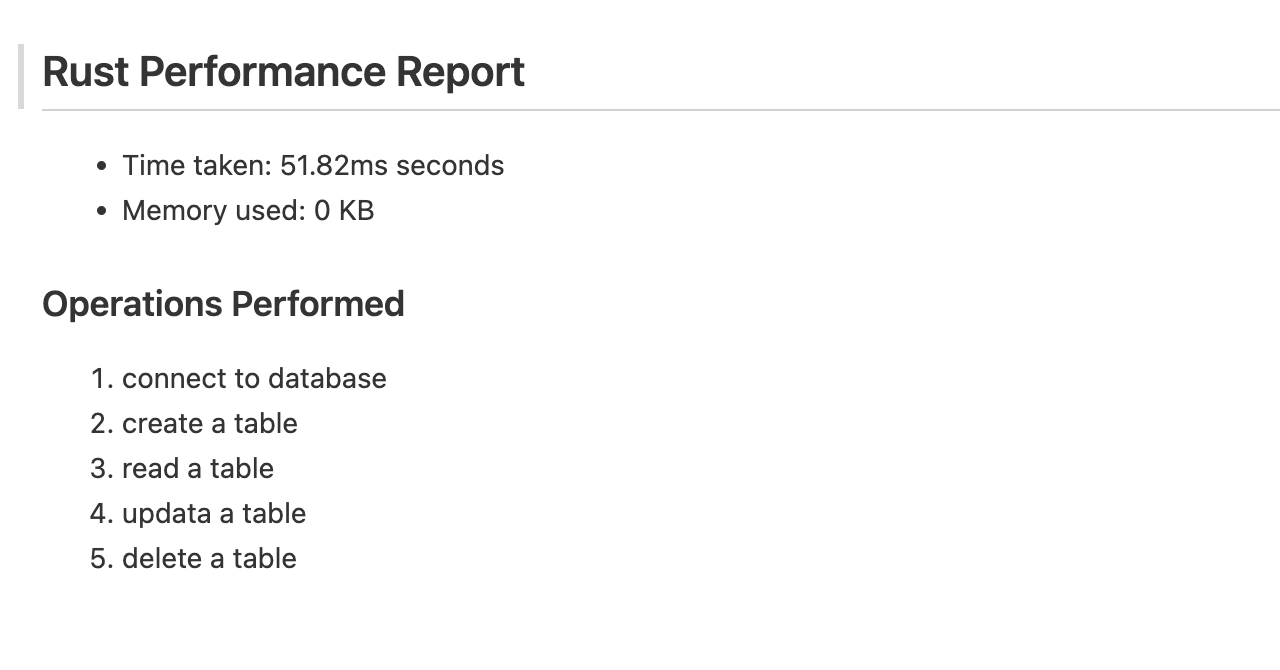 Rust Performance Report
• Time taken: 51.82ms seconds
• Memory used: 0 KB
Operations Performed
1. connect to database
2. create a table
3. read a table
4. updata a table
5. delete a table